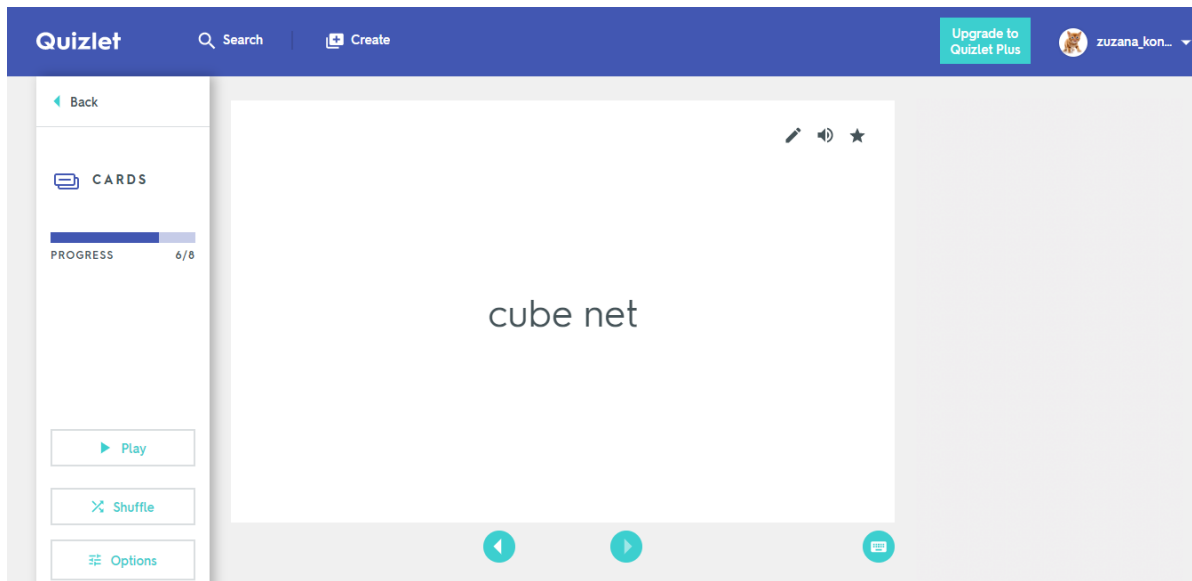 Quizlet
Search
Create
Upgrade to
Quizlet Plus
zuzana_kon...
Back
CARDS
PROGRESS 6/8
cube net
Play
Shuffle
Options